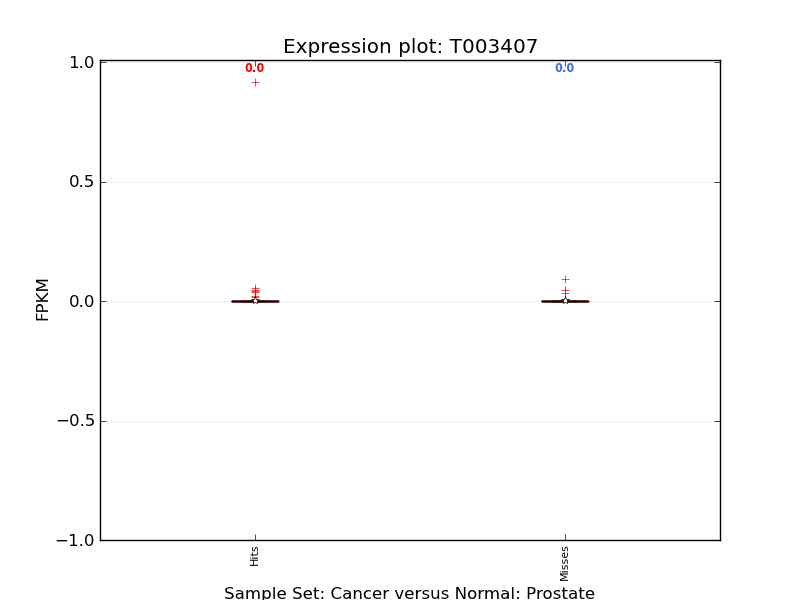 Expression plot: T003407
1.0
0.0
0.0
0.5
FPKM
0.0
−0.5
−1.0
Hits
Misses
Sample Set: Cancer versus Normal: Prostate